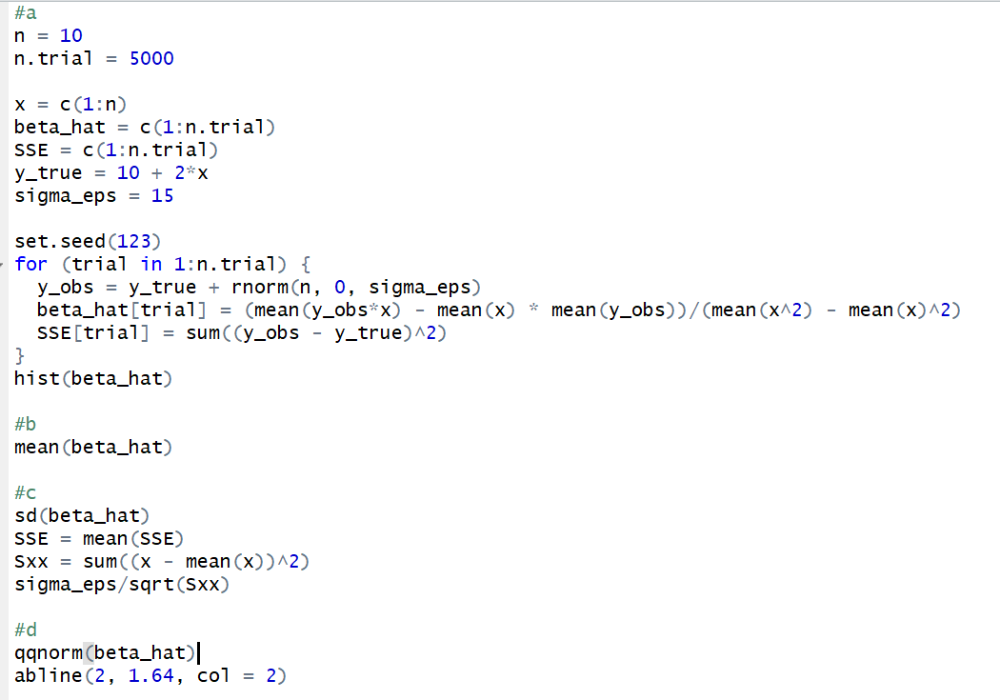 #a
n = 10
n.trial = 5000
x = c(1:n)
beta_hat = c(1:n.trial)
SSE = c(1:n.trial)
y_true = 10 + 2*x
sigma_eps = 15
set.seed(123)
for (trial in 1:n.trial) {
  y_obs = y_true + rnorm(n, 0, sigma_eps)
  beta_hat[trial] = (mean(y_obs*x) - mean(x) * mean(y_obs))/(mean(x^2) - mean(x)^2)
  SSE[trial] = sum((y_obs - y_true)^2)
}
hist(beta_hat)
#b
mean(beta_hat)
#c
sd(beta_hat)
SSE = mean(SSE)
Sxx = sum((x - mean(x))^2)
sigma_eps/sqrt(Sxx)
#d
qqnorm(beta_hat)
abline(2, 1.64, col = 2)